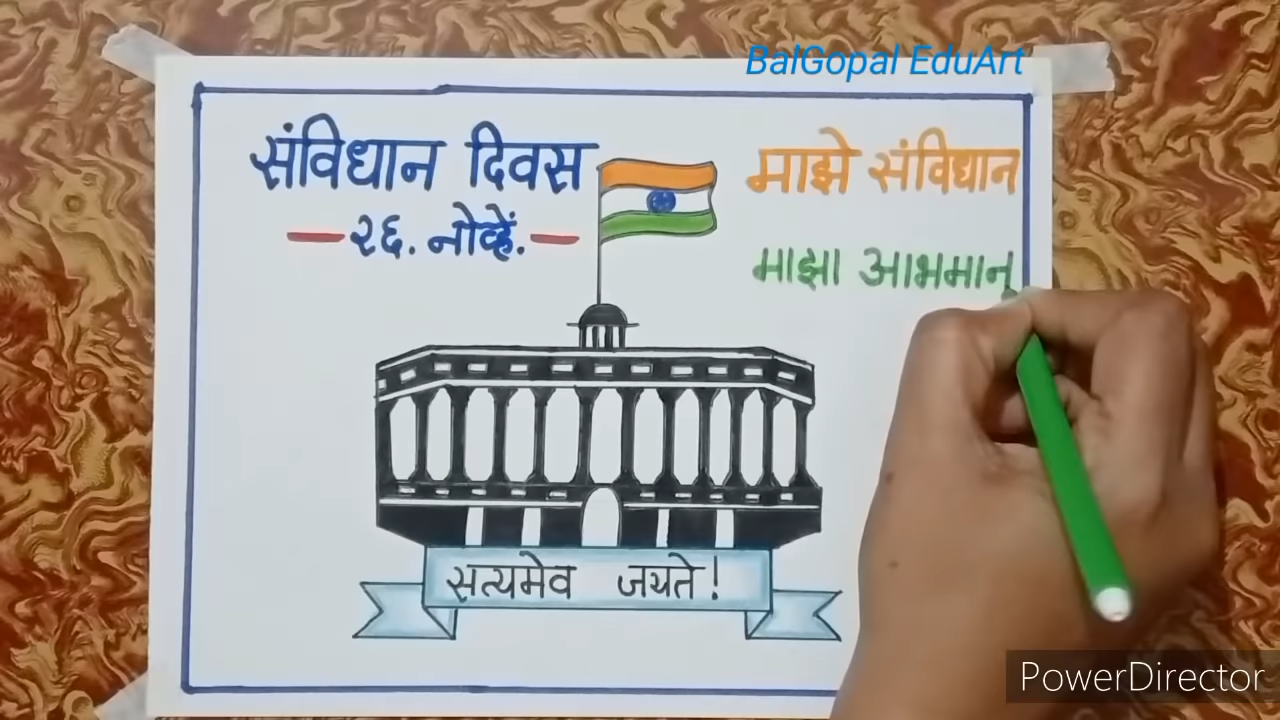 BalGopal EduArt
संविधान दिवस
२६. नोव्हें.
माझे संविधान
माझा आभमान
सत्यमेव जयते!
PowerDirector